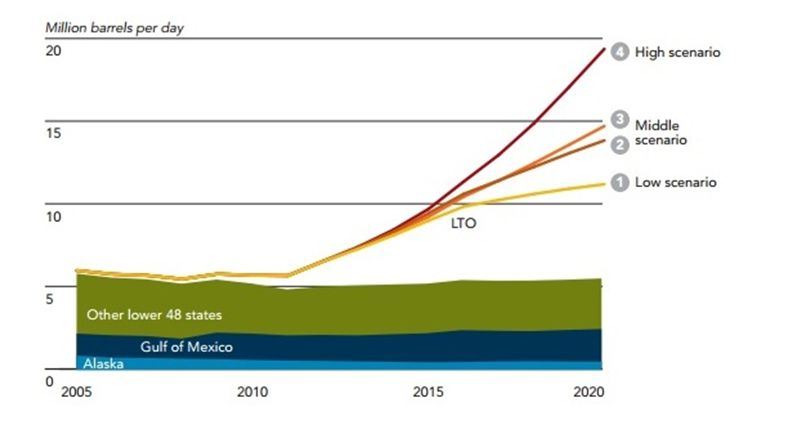 Million barrels per day
20
4 High scenario
15
3 Middle
2 scenario
1 Low scenario
10
LTO
5
Other lower 48 states
Gulf of Mexico
Alaska
0
2005 2010 2015 2020